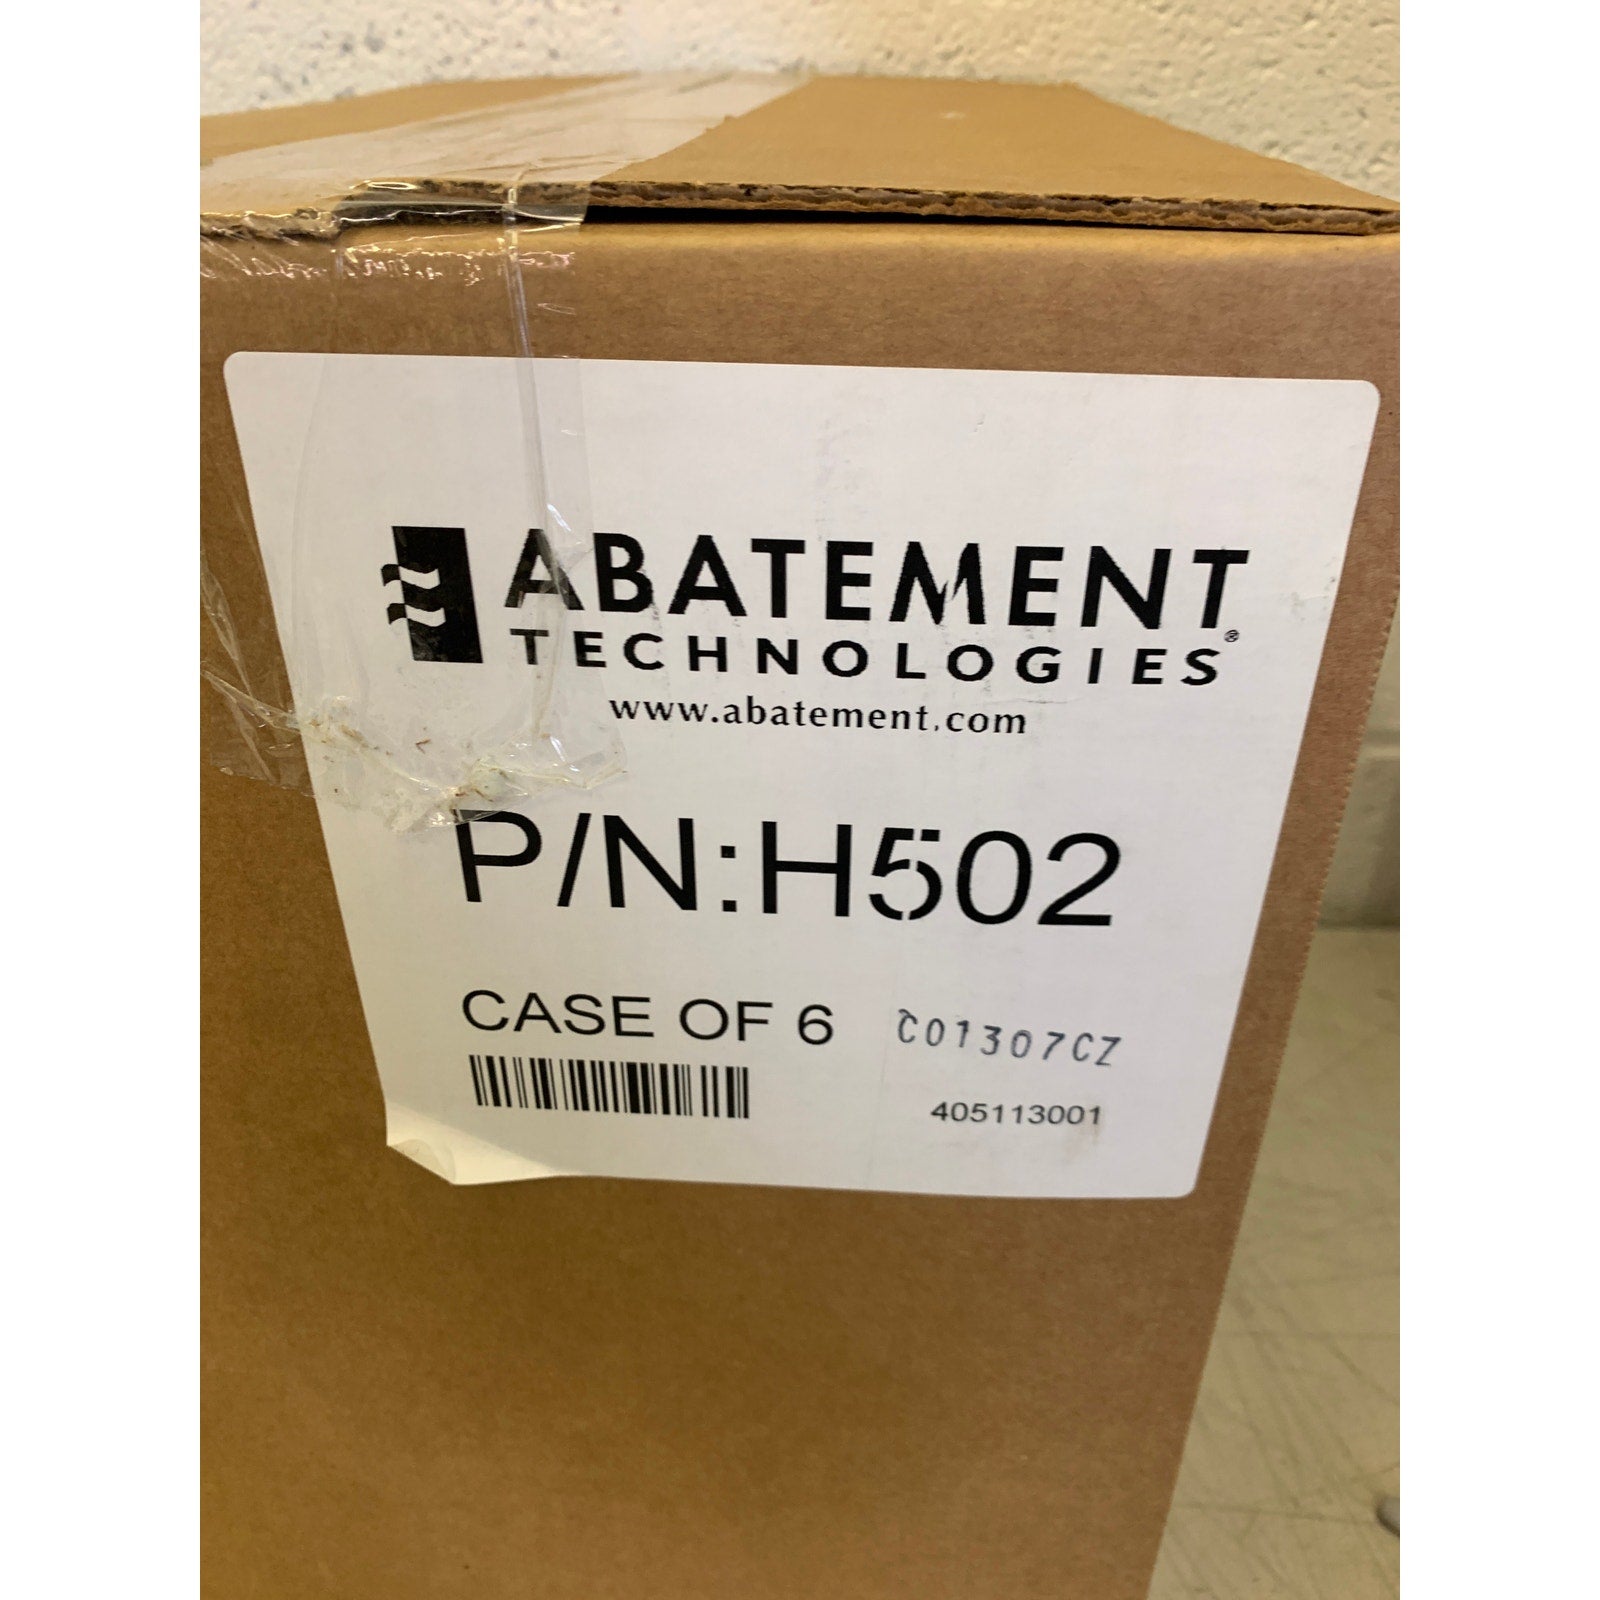 ABATEMENT®
TECHNOLOGIES
www.abatement.com
P/N:H502
CASE OF 6 C01307CZ
405113001